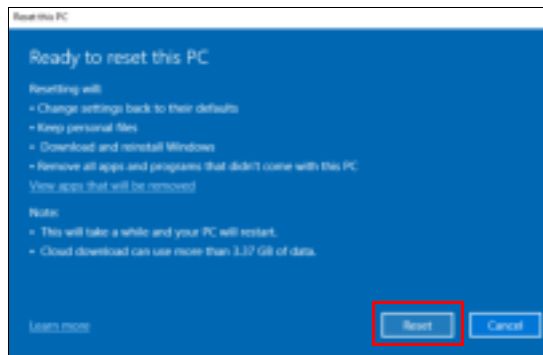 Reset this PC
Ready to reset this PC
Resetting will:
• Change settings back to their defaults
• Keep personal files
• Download and reinstall Windows
• Remove all apps and programs that didn't come with this PC
View apps that will be removed
Note:
• This will take a while and your PC will restart.
• Cloud download can use more than 3.37 GB of data.
Learn more
Reset
Cancel